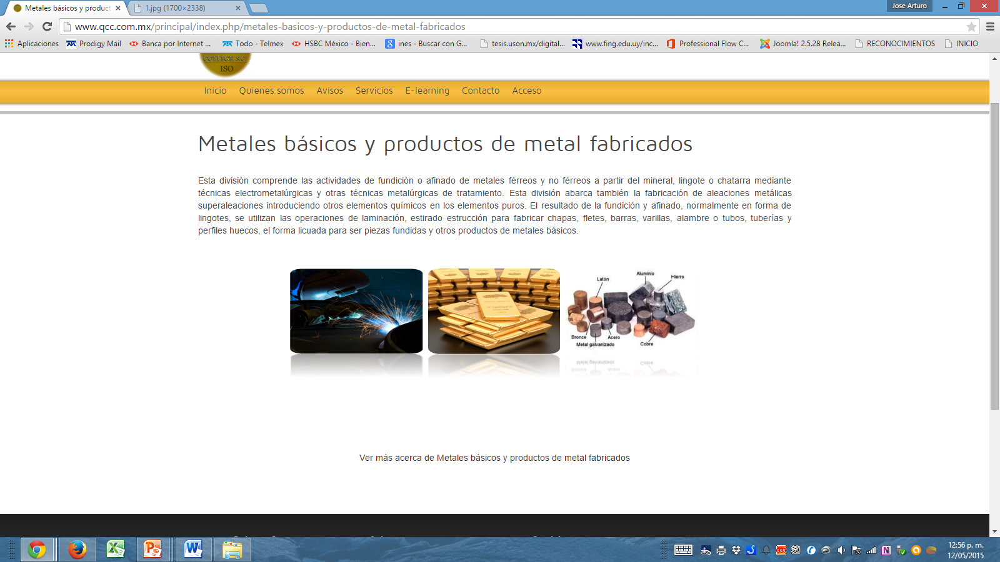 Metales básicos y product
1.jpg (1700×2338)
Jose Arturo
www.qcc.com.mx/principal/index.php/metales-basicos-y-productos-de-metal-fabricados
Aplicaciones Prodigy Mail Banca por Internet ... Todo - Telmex HSBC México - Bien... ines - Buscar con G... tesis.uson.mx/digital... www.fing.edu.uy/inc... Professional Flow C... Joomla! 2.5.28 Relea... RECONOCIMIENTOS INICIO
COLLEGE S.C.
ISO
Inicio Quienes somos Avisos Servicios E-learning Contacto Acceso
Metales básicos y productos de metal fabricados
Esta división comprende las actividades de fundición o afinado de metales férreos y no férreos a partir del mineral, lingote o chatarra mediante
técnicas electrometalúrgicas y otras técnicas metalúrgicas de tratamiento. Esta división abarca también la fabricación de aleaciones metálicas
superaleaciones introduciendo otros elementos químicos en los elementos puros. El resultado de la fundición y afinado, normalmente en forma de
lingotes, se utilizan las operaciones de laminación, estirado estrucción para fabricar chapas, fletes, barras, varillas, alambre o tubos, tuberías y
perfiles huecos, el forma licuada para ser piezas fundidas y otros productos de metales básicos.
Latón
Aluminio
Hierro
Bronce
Acero
Metal galvanizado
Cobre
Ver más acerca de Metales básicos y productos de metal fabricados
12:56 p. m.
12/05/2015